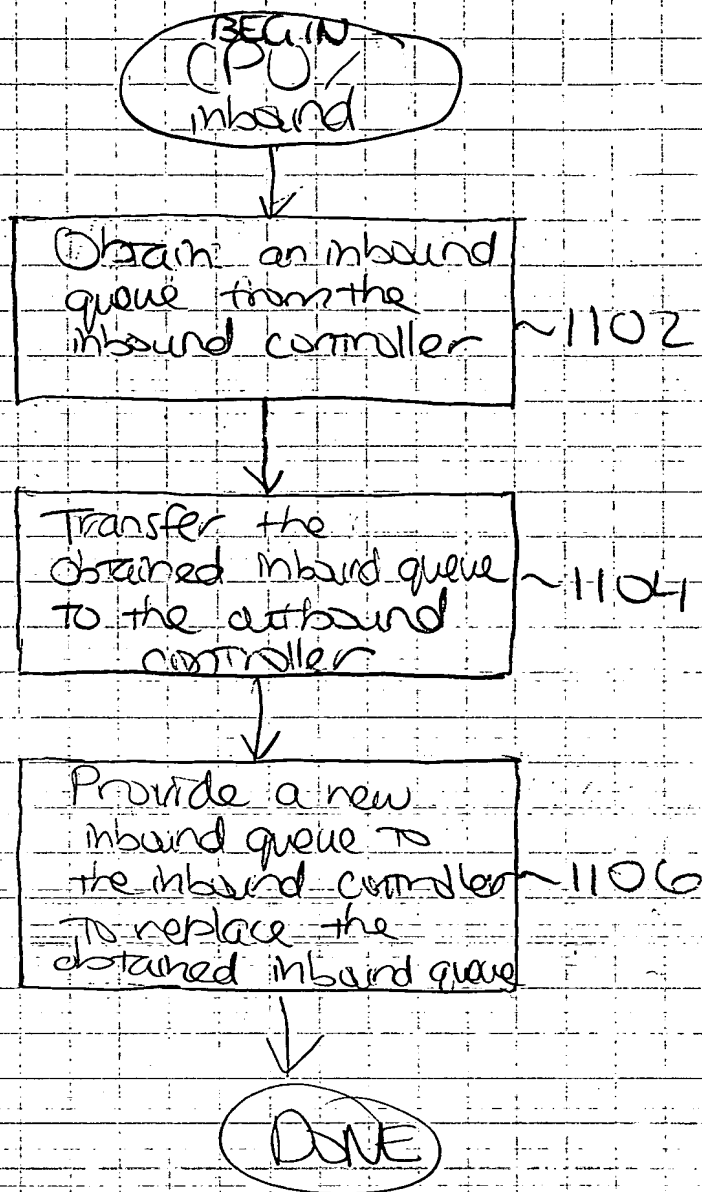 BEGIN
CPU/
inbound
Obtain an inbound
queue from the
inbound controller
~1102
Transfer the
obtained inbound queue
to the outbound
controller
~1104
Provide a new
inbound queue to
the inbound controller
to replace the
obtained inbound queue
~1106
DONE